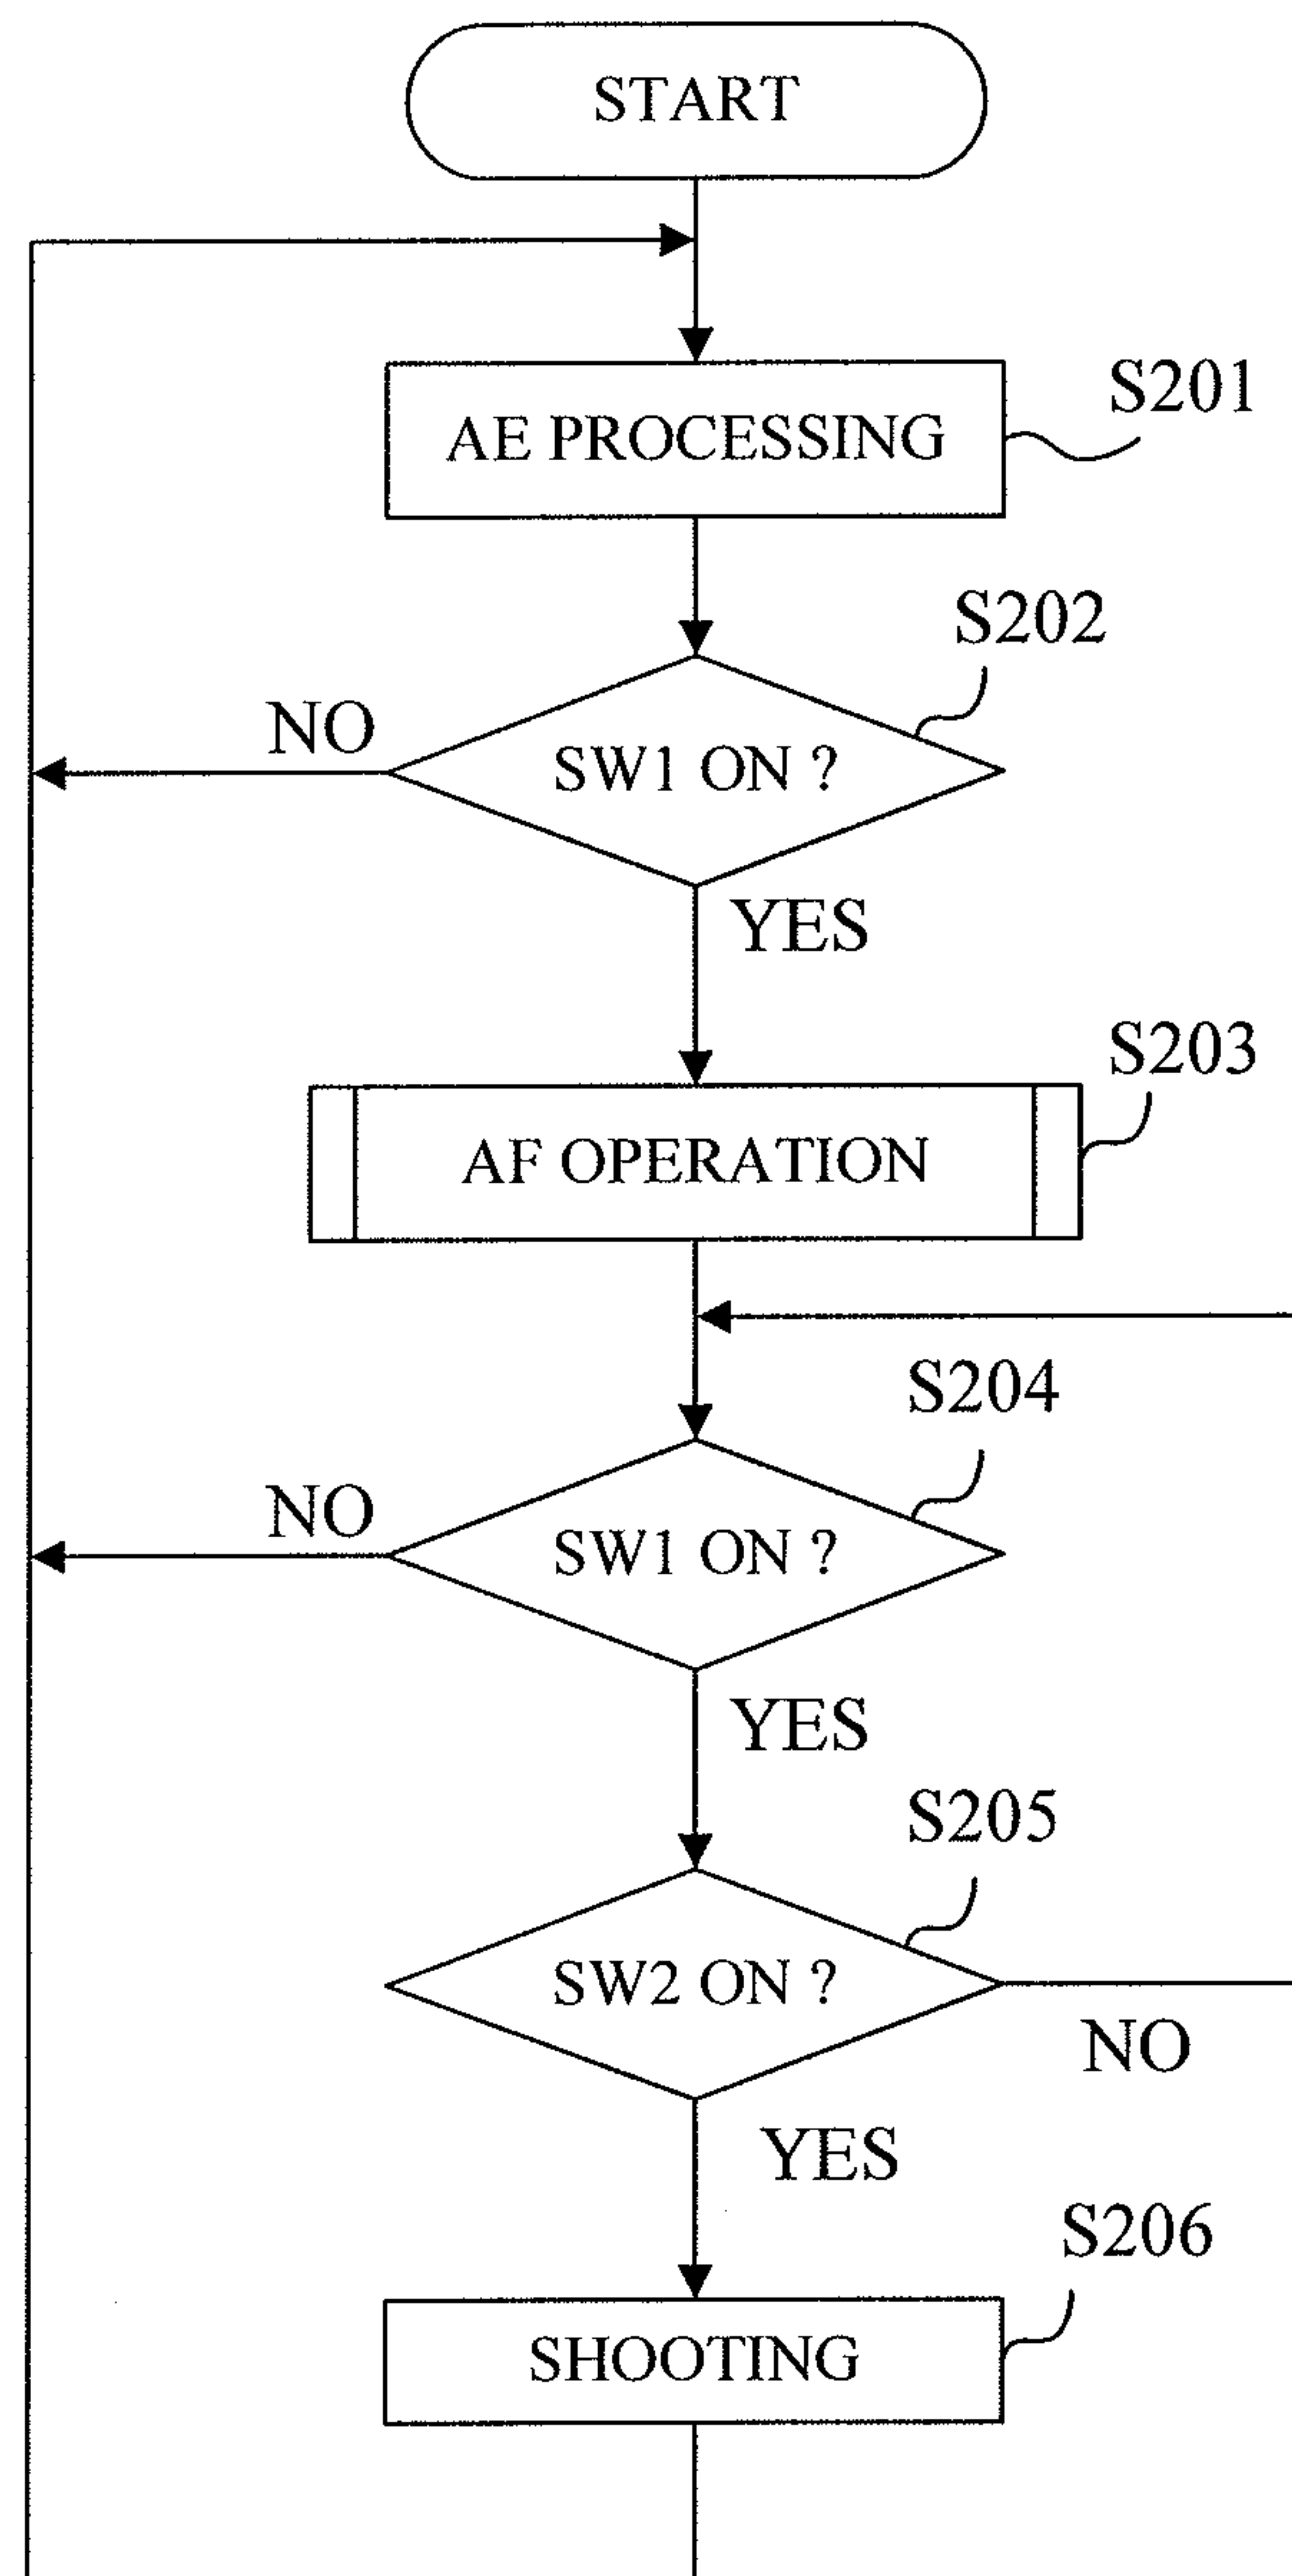 START
S201
AE PROCESSING
S202
NO
SW1 ON ?
YES
S203
AF OPERATION
S204
NO
SW1 ON ?
YES
S205
SW2 ON ?
NO
YES
S206
SHOOTING